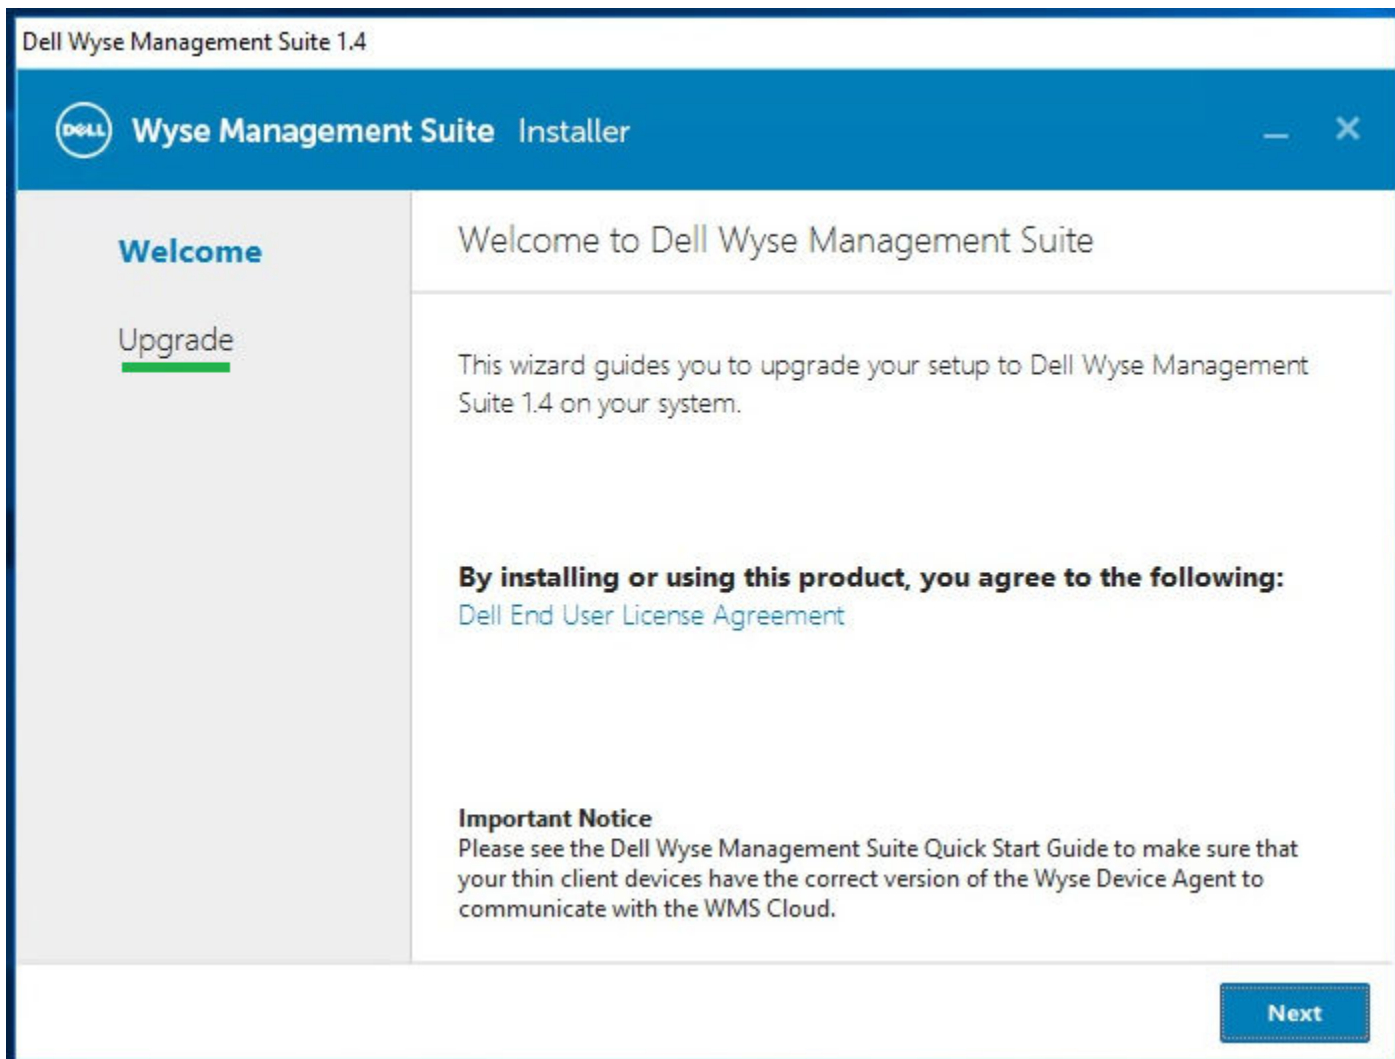 Dell Wyse Management Suite 1.4
DELL Wyse Management Suite Installer
Welcome
Upgrade
Welcome to Dell Wyse Management Suite
This wizard guides you to upgrade your setup to Dell Wyse Management
Suite 1.4 on your system.
By installing or using this product, you agree to the following:
Dell End User License Agreement
Important Notice
Please see the Dell Wyse Management Suite Quick Start Guide to make sure that
your thin client devices have the correct version of the Wyse Device Agent to
communicate with the WMS Cloud.
Next